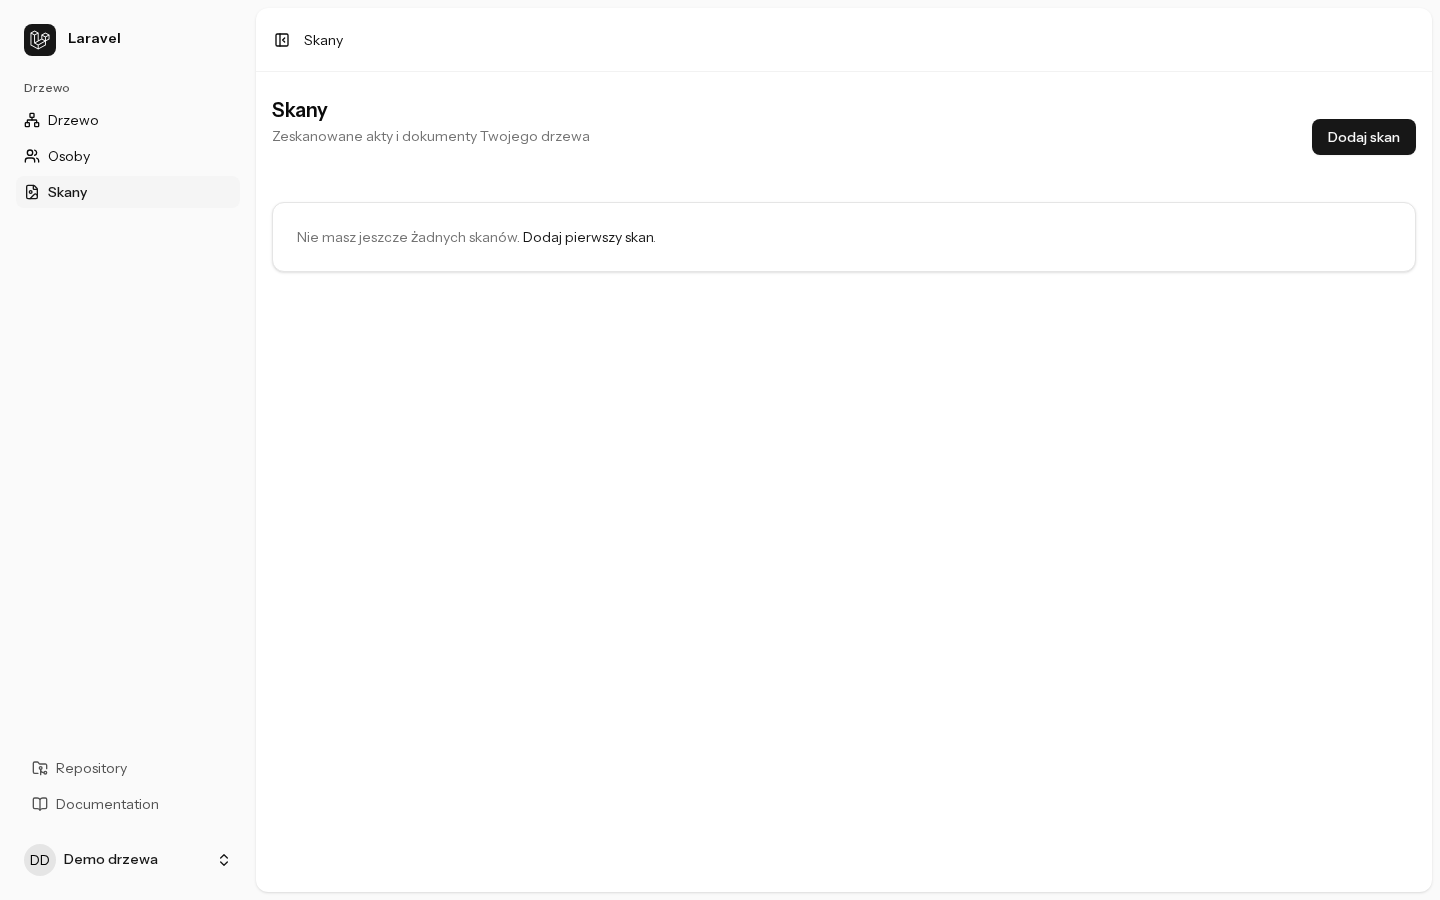 Laravel
Drzewo
Drzewo
Osoby
Skany
Repository
Documentation
DD
Demo drzewa
Skany
Skany
Zeskanowane akty i dokumenty Twojego drzewa
Dodaj skan
Nie masz jeszcze żadnych skanów. Dodaj pierwszy skan.